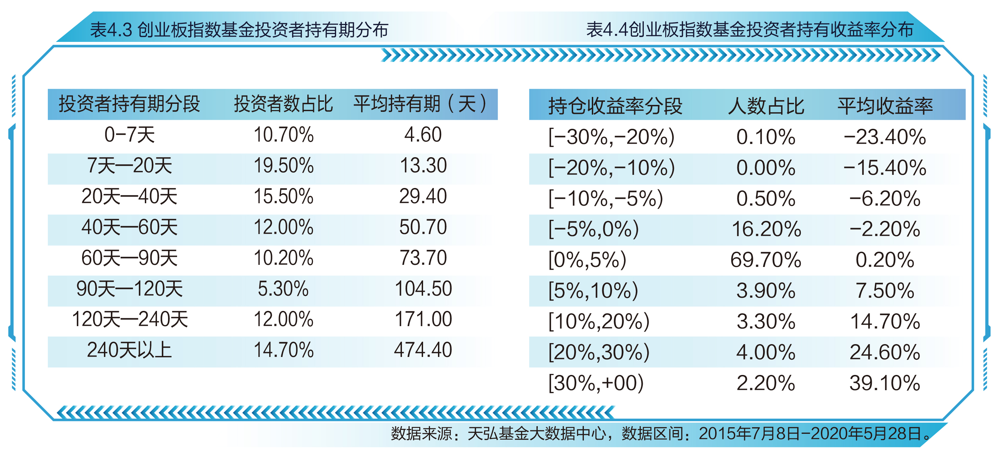 表4.3 创业板指数基金投资者持有期分布
表4.4创业板指数基金投资者持有收益率分布
投资者持有期分段 投资者数占比 平均持有期（天）
0-7天 10.70% 4.60
7天—20天 19.50% 13.30
20天—40天 15.50% 29.40
40天—60天 12.00% 50.70
60天—90天 10.20% 73.70
90天—120天 5.30% 104.50
120天—240天 12.00% 171.00
240天以上 14.70% 474.40
持仓收益率分段 人数占比 平均收益率
[-30%,-20%) 0.10% -23.40%
[-20%,-10%) 0.00% -15.40%
[-10%,-5%) 0.50% -6.20%
[-5%,0%) 16.20% -2.20%
[0%,5%) 69.70% 0.20%
[5%,10%) 3.90% 7.50%
[10%,20%) 3.30% 14.70%
[20%,30%) 4.00% 24.60%
[30%,+00) 2.20% 39.10%
数据来源：天弘基金大数据中心，数据区间：2015年7月8日-2020年5月28日。